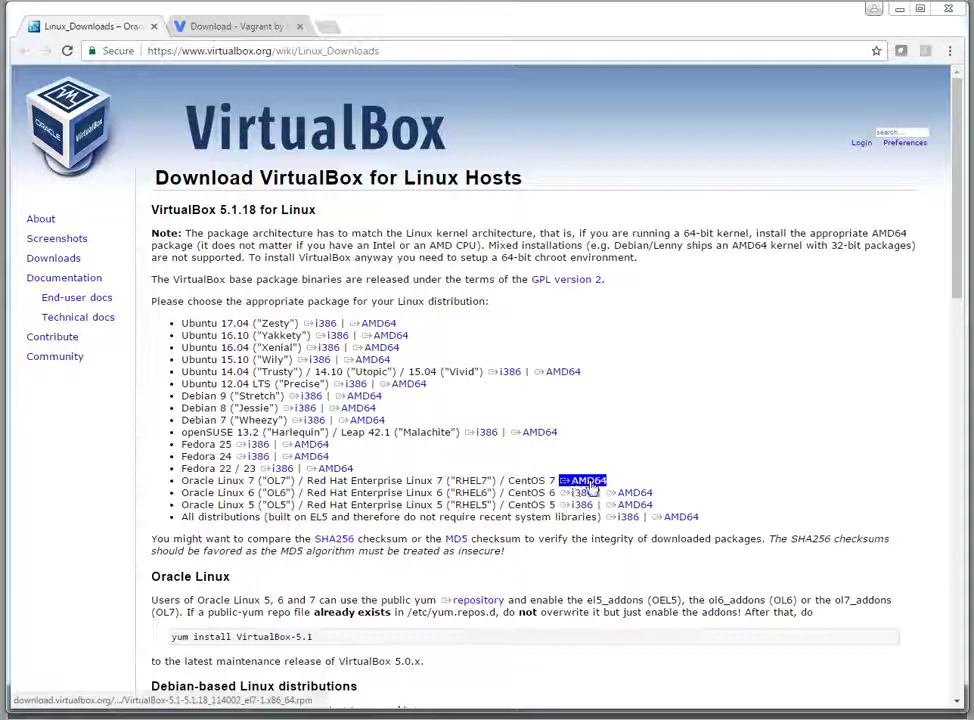 Linux_Downloads – Orac
Download - Vagrant by
Secure
https://www.virtualbox.org/wiki/Linux_Downloads
ORACLE
VirtualBox
VirtualBox
search...
Login
Preferences
Download VirtualBox for Linux Hosts
About
Screenshots
Downloads
Documentation
End-user docs
Technical docs
Contribute
Community
VirtualBox 5.1.18 for Linux
Note: The package architecture has to match the Linux kernel architecture, that is, if you are running a 64-bit kernel, install the appropriate AMD64
package (it does not matter if you have an Intel or an AMD CPU). Mixed installations (e.g. Debian/Lenny ships an AMD64 kernel with 32-bit packages)
are not supported. To install VirtualBox anyway you need to setup a 64-bit chroot environment.
The VirtualBox base package binaries are released under the terms of the GPL version 2.
Please choose the appropriate package for your Linux distribution:
Ubuntu 17.04 ("Zesty") i386 | AMD64
Ubuntu 16.10 ("Yakkety") i386 | AMD64
Ubuntu 16.04 ("Xenial") i386 | AMD64
Ubuntu 15.10 ("Wily") i386 | AMD64
Ubuntu 14.04 ("Trusty") / 14.10 ("Utopic") / 15.04 ("Vivid") i386 | AMD64
Ubuntu 12.04 LTS ("Precise") i386 | AMD64
Debian 9 ("Stretch") i386 | AMD64
Debian 8 ("Jessie") i386 | AMD64
Debian 7 ("Wheezy") i386 | AMD64
openSUSE 13.2 ("Harlequin") / Leap 42.1 ("Malachite") i386 | AMD64
Fedora 25 i386 | AMD64
Fedora 24 i386 | AMD64
Fedora 22 / 23 i386 | AMD64
Oracle Linux 7 ("OL7") / Red Hat Enterprise Linux 7 ("RHEL7") / CentOS 7 AMD64
Oracle Linux 6 ("OL6") / Red Hat Enterprise Linux 6 ("RHEL6") / CentOS 6 i386 | AMD64
Oracle Linux 5 ("OL5") / Red Hat Enterprise Linux 5 ("RHEL5") / CentOS 5 i386 | AMD64
All distributions (built on EL5 and therefore do not require recent system libraries) i386 | AMD64
You might want to compare the SHA256 checksum or the MD5 checksum to verify the integrity of downloaded packages. The SHA256 checksums
should be favored as the MD5 algorithm must be treated as insecure!
Oracle Linux
Users of Oracle Linux 5, 6 and 7 can use the public yum repository and enable the el5_addons (OEL5), the ol6_addons (OL6) or the ol7_addons
(OL7). If a public-yum repo file already exists in /etc/yum.repos.d, do not overwrite it but just enable the addons! After that, do
yum install VirtualBox-5.1
to the latest maintenance release of VirtualBox 5.0.x.
Debian-based Linux distributions
download.virtualbox.org/.../VirtualBox-5.1-5.1.18_114002_el7-1.x86_64.rpm